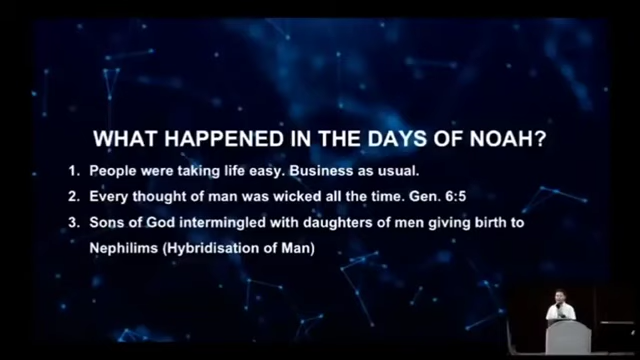 WHAT HAPPENED IN THE DAYS OF NOAH?
1. People were taking life easy. Business as usual.
2. Every thought of man was wicked all the time. Gen. 6:5
3. Sons of God intermingled with daughters of men giving birth to
Nephilims (Hybridisation of Man)